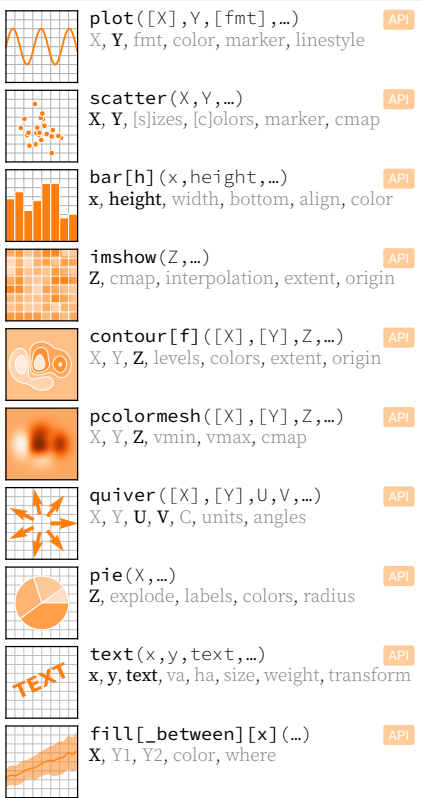 plot([X],Y,[fmt],…) API
X, Y, fmt, color, marker, linestyle
scatter(X,Y,…) API
X, Y, [s]izes, [c]olors, marker, cmap
bar[h](x,height,…) API
x, height, width, bottom, align, color
imshow(Z,…) API
Z, cmap, interpolation, extent, origin
contour[f]([X],[Y],Z,…) API
X, Y, Z, levels, colors, extent, origin
pcolormesh([X],[Y],Z,…) API
X, Y, Z, vmin, vmax, cmap
quiver([X],[Y],U,V,…) API
X, Y, U, V, C, units, angles
pie(X,…) API
Z, explode, labels, colors, radius
TEXT
text(x,y,text,…) API
x, y, text, va, ha, size, weight, transform
fill[_between][x](…) API
X, Y1, Y2, color, where